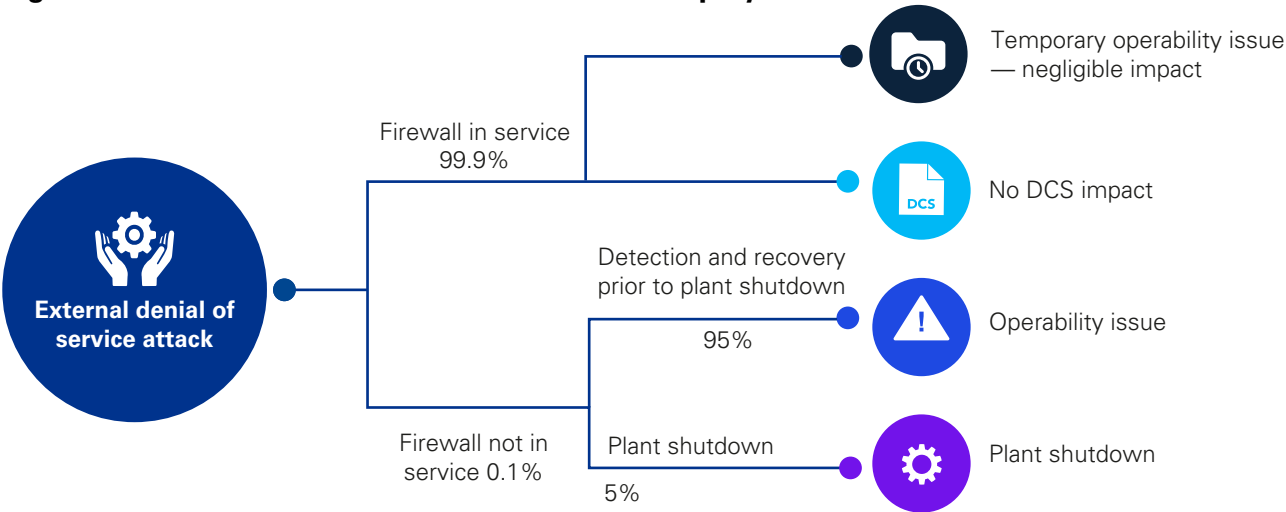 Temporary operability issue
— negligible impact
Firewall in service
99.9%
DCS
No DCS impact
Detection and recovery
prior to plant shutdown
95%
!
Operability issue
External denial of
service attack
Firewall not in
service 0.1%
Plant shutdown
5%
Plant shutdown